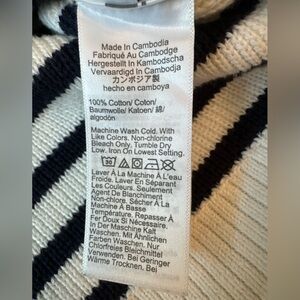 Made In Cambodia
Fabriqué Au Cambodge
Hergestellt In Kambodscha
Vervaardigd In Cambodja
カンボジア製
hecho en camboya
100% Cotton/ Coton/
Baumwolle/ Katoen/ 綿/
algodón
Machine Wash Cold. With
Like Colors. Non-chlorine
Bleach Only. Tumble Dry
Low. Iron On Lowest Setting.
30
Laver À La Machine À L'eau
Froide. Laver En Séparant
Les Couleurs. Seulement
Agent De Blanchiment
Non-chlore. Sécher À
Machine À Basse
Température. Repasser À
Fer Doux Si Nécessaire.
In Der Maschine Kalt
Waschen. Mit Ähnlichen
Farben Waschen. Nur
Chlorfreies Bleichmittel
Verwenden. Bei Geringer
Wärme Trocknen. Bei